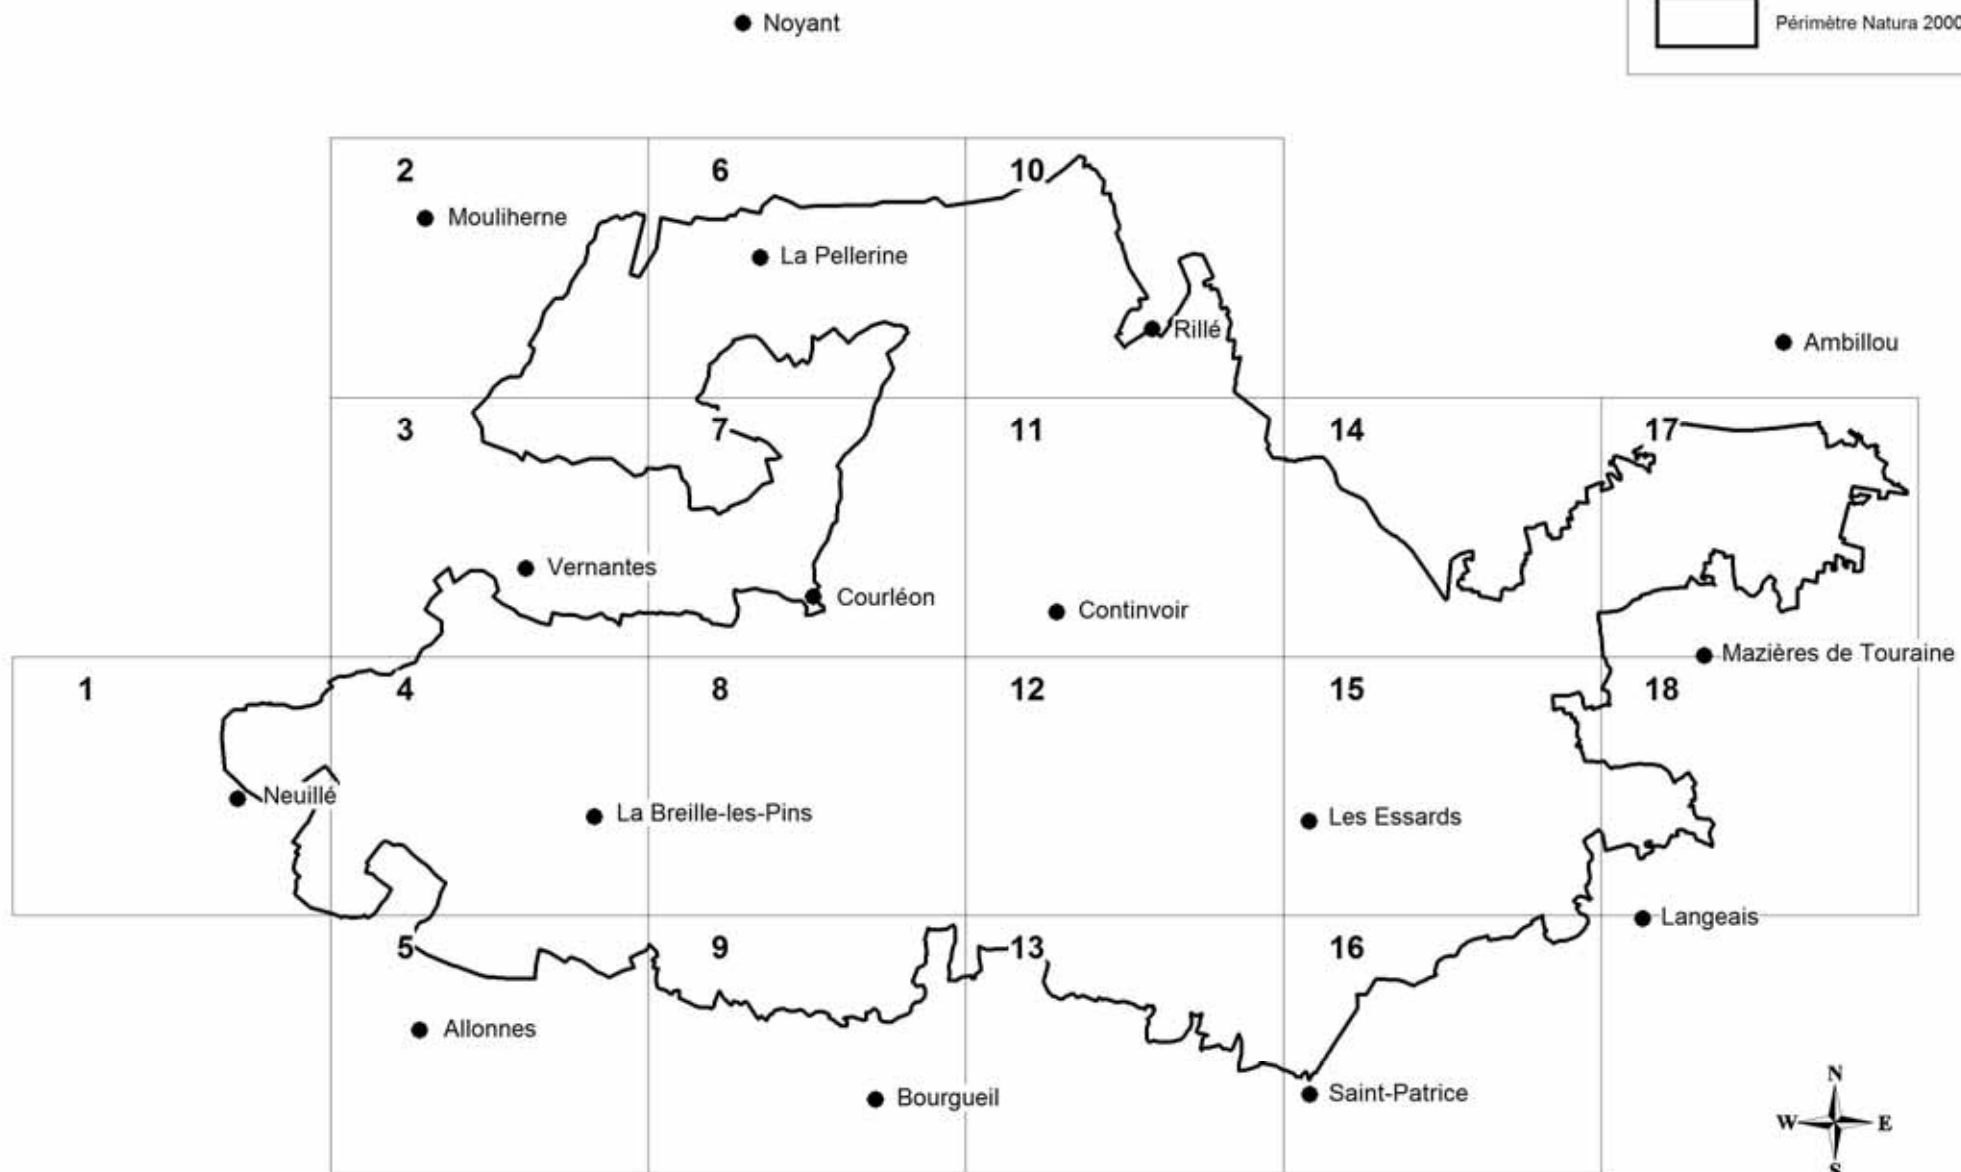 Noyant
Périmètre Natura 2000
2
6
10
Mouliherne
La Pellerine
Rillé
Ambillou
3
7
11
14
17
Vernantes
Courléon
Continvoir
Mazières de Touraine
1
4
8
12
15
18
Neuillé
La Breille-les-Pins
Les Essards
Langeais
5
9
13
16
Allonnes
Bourgueil
Saint-Patrice
N
W
E
S